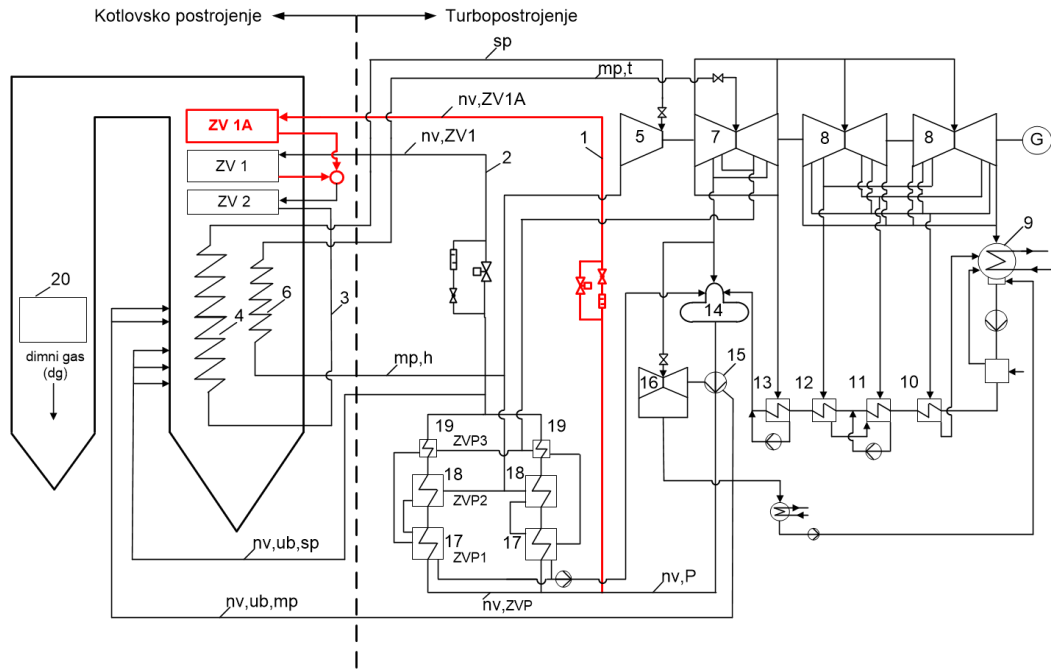 Kotlovsko postrojenje
Turbopostrojenje
sp
mp,t
nv,ZV1A
ZV 1A
nv,ZV1
1
2
5
7
8
8
G
ZV 1
ZV 2
9
20
4
6
3
14
dimni gas
(dg)
mp,h
15
16
13
12
11
10
19
ZVP3
19
18
18
ZVP2
17
17
ZVP1
nv,ub,sp
nv,P
nv,ZVP
nv,ub,mp